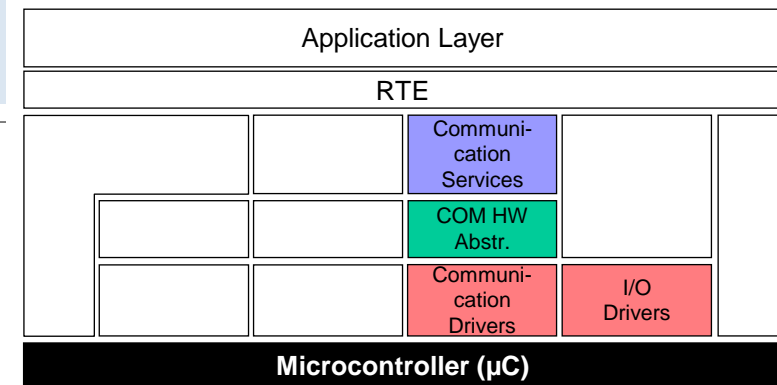 Application Layer
RTE
Communi-
cation
Services
COM HW
Abstr.
Communi-
cation
Drivers
I/O
Drivers
Microcontroller (µC)